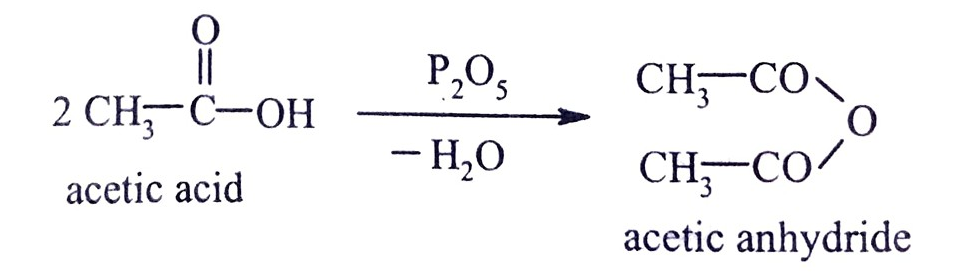 O
||
2 CH₃—C—OH
acetic acid
P₂O₅
— H₂O
CH₃—CO
O
CH₃—CO
acetic anhydride